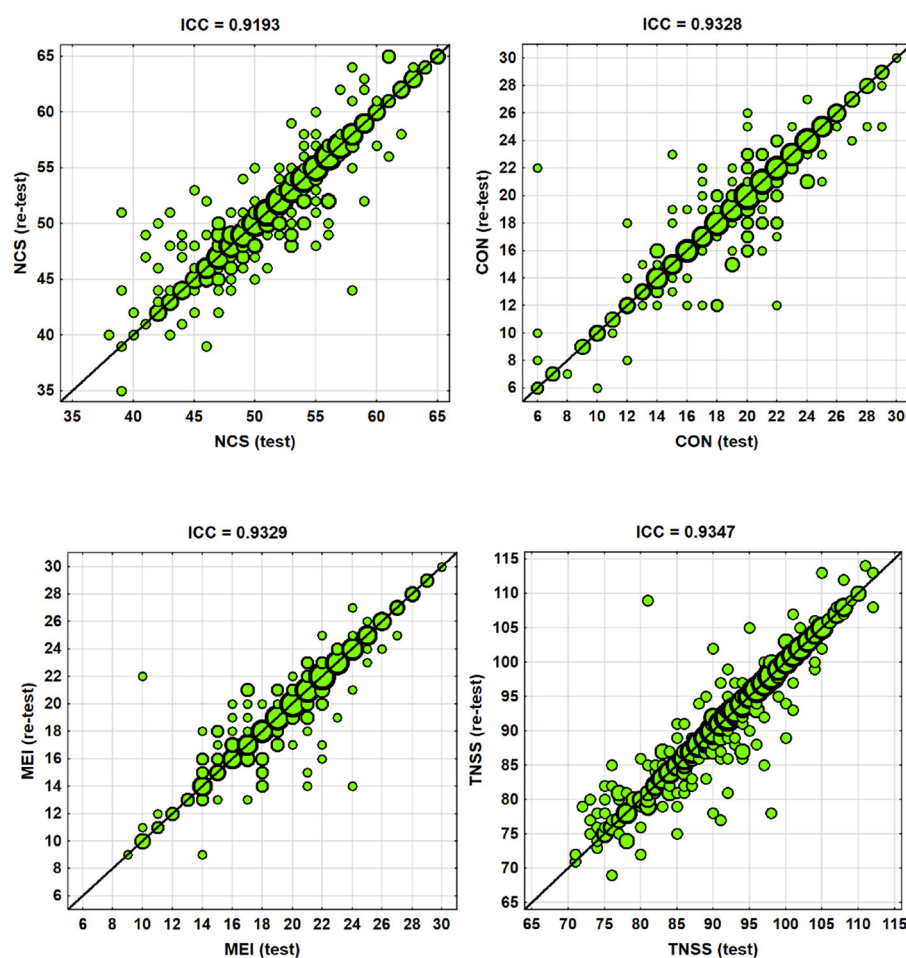 ICC = 0.9193
65
60
55
50
45
40
35
NCS (re-test)
35 40 45 50 55 60 65
NCS (test)
ICC = 0.9328
30
28
26
24
22
20
18
16
14
12
10
8
6
CON (re-test)
6 8 10 12 14 16 18 20 22 24 26 28 30
CON (test)
ICC = 0.9329
30
28
26
24
22
20
18
16
14
12
10
8
6
MEI (re-test)
6 8 10 12 14 16 18 20 22 24 26 28 30
MEI (test)
ICC = 0.9347
115
110
105
100
95
90
85
80
75
70
65
TNSS (re-test)
65 70 75 80 85 90 95 100 105 110 115
TNSS (test)